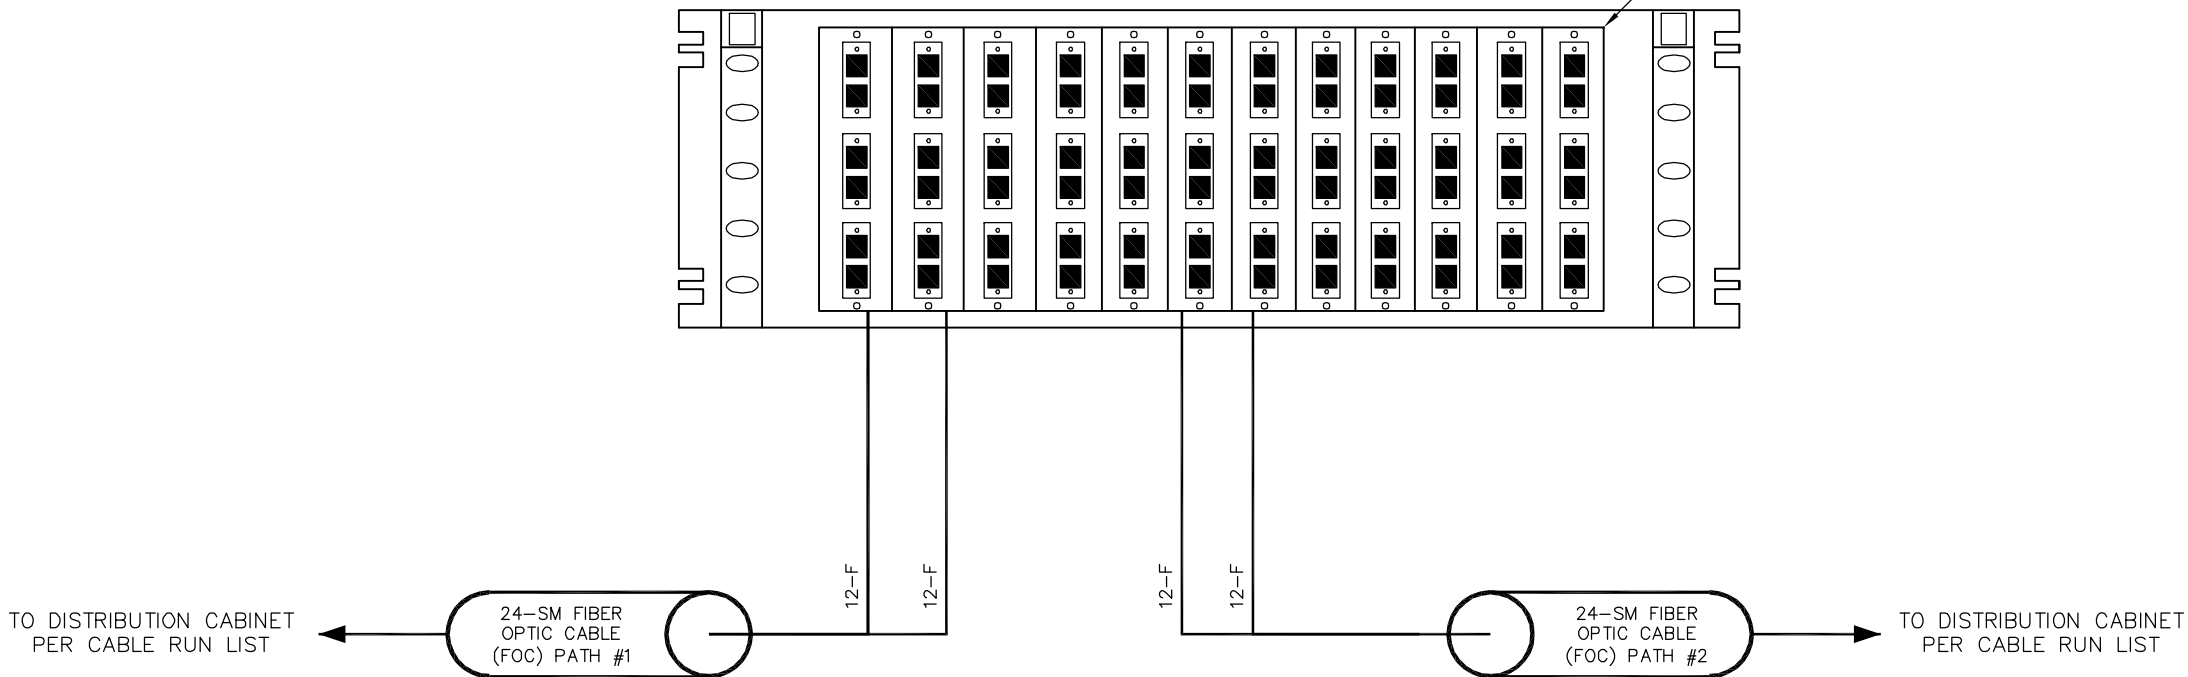 12-F
12-F
12-F
12-F
TO DISTRIBUTION CABINET
PER CABLE RUN LIST
24-SM FIBER
OPTIC CABLE
(FOC) PATH #1
24-SM FIBER
OPTIC CABLE
(FOC) PATH #2
TO DISTRIBUTION CABINET
PER CABLE RUN LIST